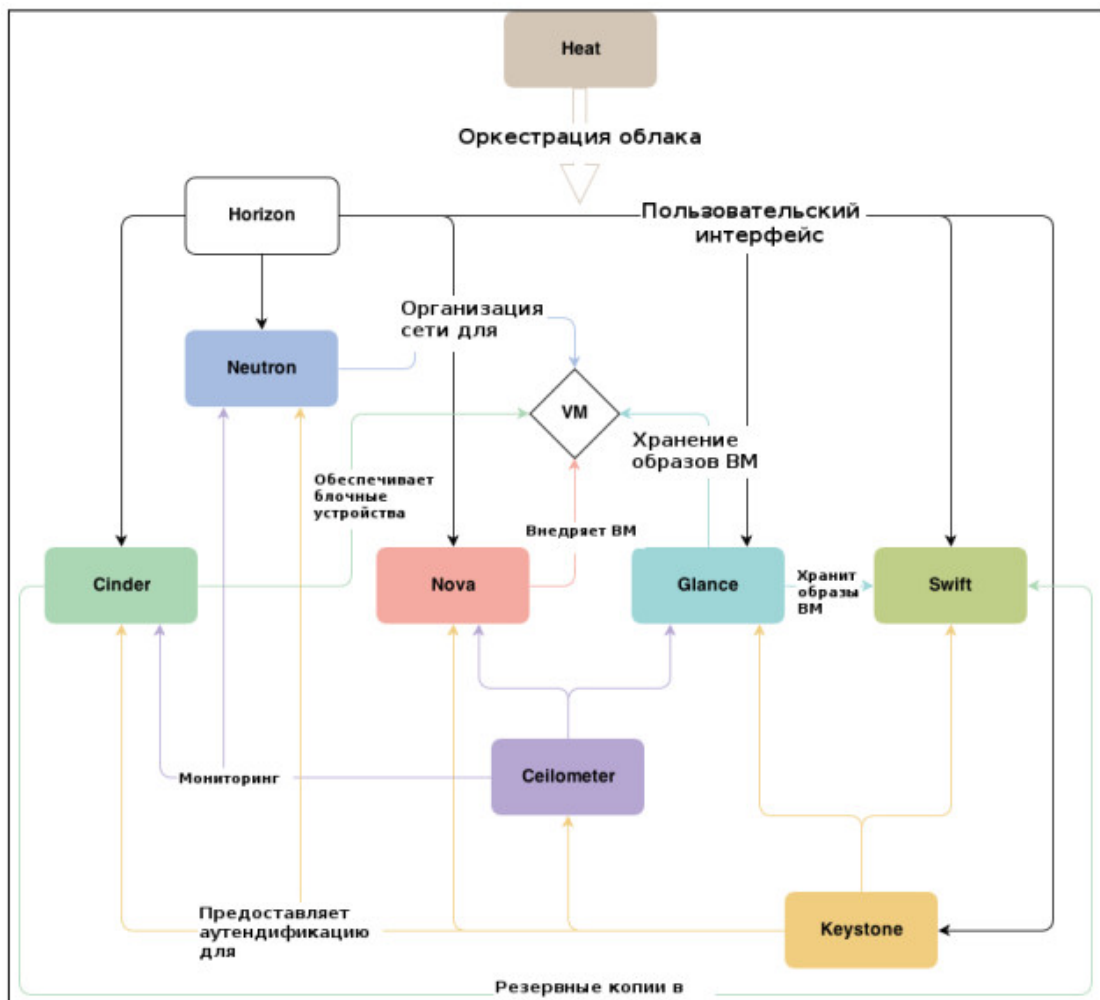 Heat
Оркестрация облака
Horizon
Пользовательский
интерфейс
Организация
сети для
Neutron
VM
Хранение
образов ВМ
Обеспечивает
блочные
устройства
Внедряет ВМ
Cinder
Nova
Glance
Хранит
образы
ВМ
Swift
Ceilometer
Мониторинг
Предоставляет
аутендификацию
для
Keystone
Резервные копии в